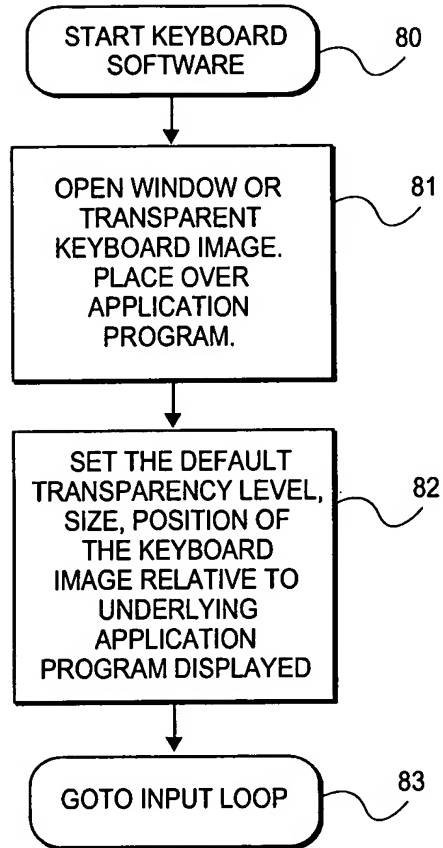 START KEYBOARD
SOFTWARE
80
OPEN WINDOW OR
TRANSPARENT
KEYBOARD IMAGE.
PLACE OVER
APPLICATION
PROGRAM.
81
SET THE DEFAULT
TRANSPARENCY LEVEL,
SIZE, POSITION OF
THE KEYBOARD
IMAGE RELATIVE TO
UNDERLYING
APPLICATION
PROGRAM DISPLAYED
82
GOTO INPUT LOOP
83